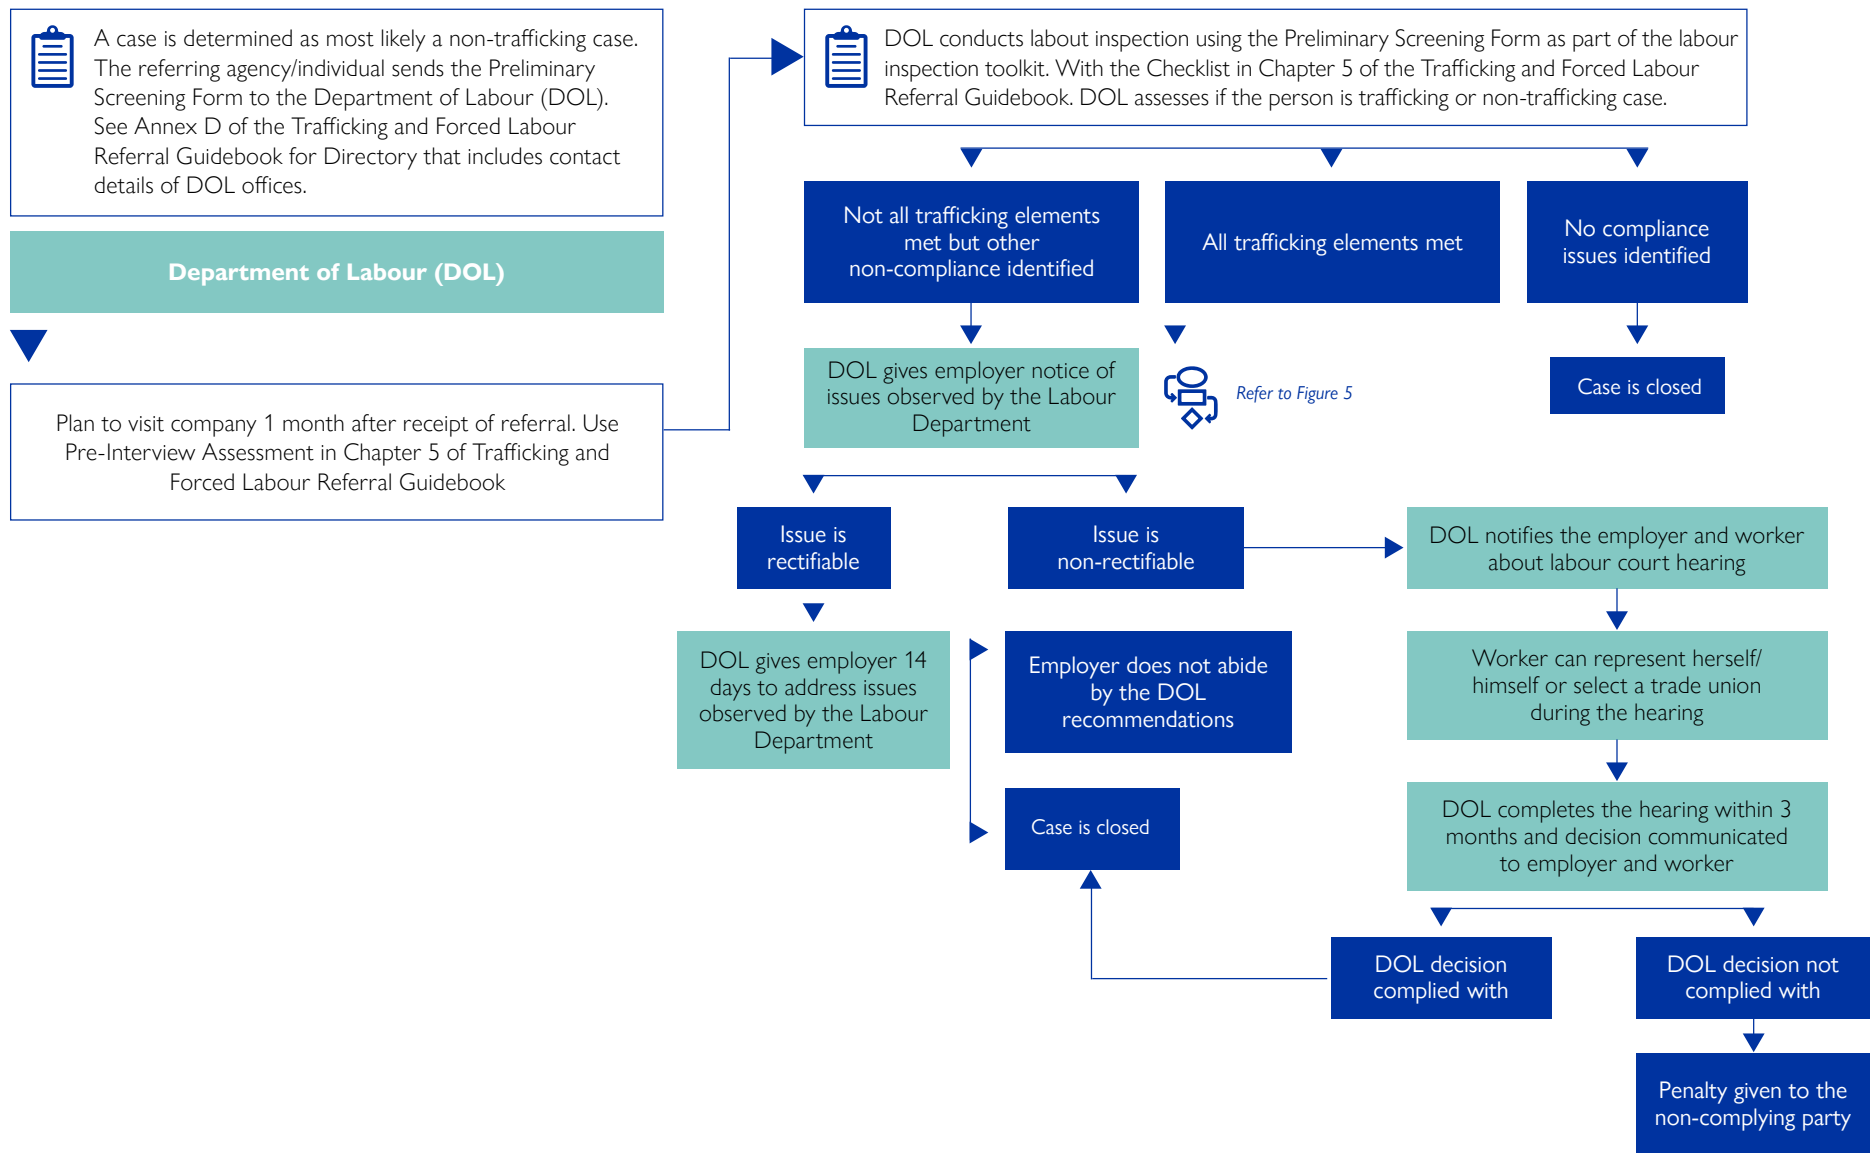 A case is determined as most likely a non-trafficking case.
The referring agency/individual sends the Preliminary
Screening Form to the Department of Labour (DOL).
See Annex D of the Trafficking and Forced Labour
Referral Guidebook for Directory that includes contact
details of DOL offices.
Department of Labour (DOL)
Plan to visit company 1 month after receipt of referral. Use
Pre-Interview Assessment in Chapter 5 of Trafficking and
Forced Labour Referral Guidebook
DOL conducts labout inspection using the Preliminary Screening Form as part of the labour
inspection toolkit. With the Checklist in Chapter 5 of the Trafficking and Forced Labour
Referral Guidebook. DOL assesses if the person is trafficking or non-trafficking case.
Not all trafficking elements
met but other
non-compliance identified
All trafficking elements met
No compliance
issues identified
DOL gives employer notice of
issues observed by the Labour
Department
Refer to Figure 5
Case is closed
Issue is
rectifiable
Issue is
non-rectifiable
DOL notifies the employer and worker
about labour court hearing
DOL gives employer 14
days to address issues
observed by the Labour
Department
Employer does not abide
by the DOL
recommendations
Worker can represent herself/
himself or select a trade union
during the hearing
Case is closed
DOL completes the hearing within 3
months and decision communicated
to employer and worker
DOL decision
complied with
DOL decision not
complied with
Penalty given to the
non-complying party